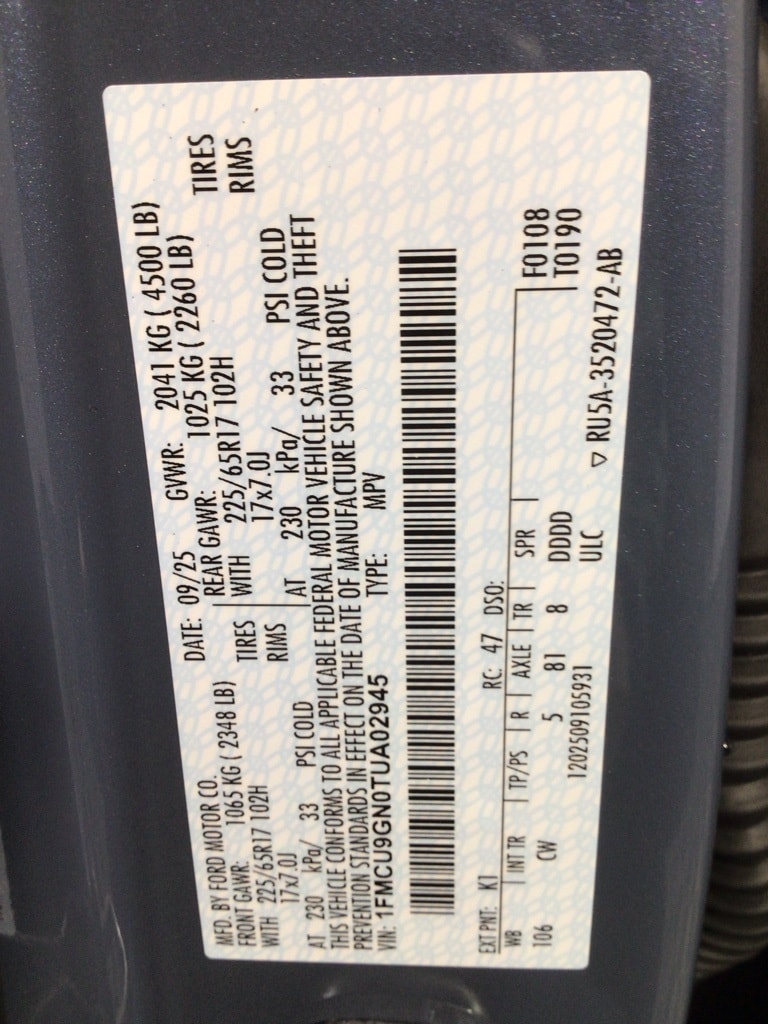 MFD. BY FORD MOTOR CO. DATE: 09/25 GVWR: 2041 KG ( 4500 LB)
FRONT GAWR: 1065 KG ( 2348 LB) REAR GAWR: 1025 KG ( 2260 LB)
WITH 225/65R17 102H TIRES WITH 225/65R17 102H TIRES
17x7.0J RIMS 17x7.0J RIMS
AT 230 kPa/ 33 PSI COLD AT 230 kPa/ 33 PSI COLD
THIS VEHICLE CONFORMS TO ALL APPLICABLE FEDERAL MOTOR VEHICLE SAFETY AND THEFT
PREVENTION STANDARDS IN EFFECT ON THE DATE OF MANUFACTURE SHOWN ABOVE.
VIN: 1FMCU9GN0TUA02945 TYPE: MPV
EXT PNT: K1 RC: 47 DSO:
WB INT TR TP/PS R AXLE TR SPR F0108
106 CW 5 81 8 DDDD T0190
1202509105931 ULC
▽ RU5A-3520472-AB